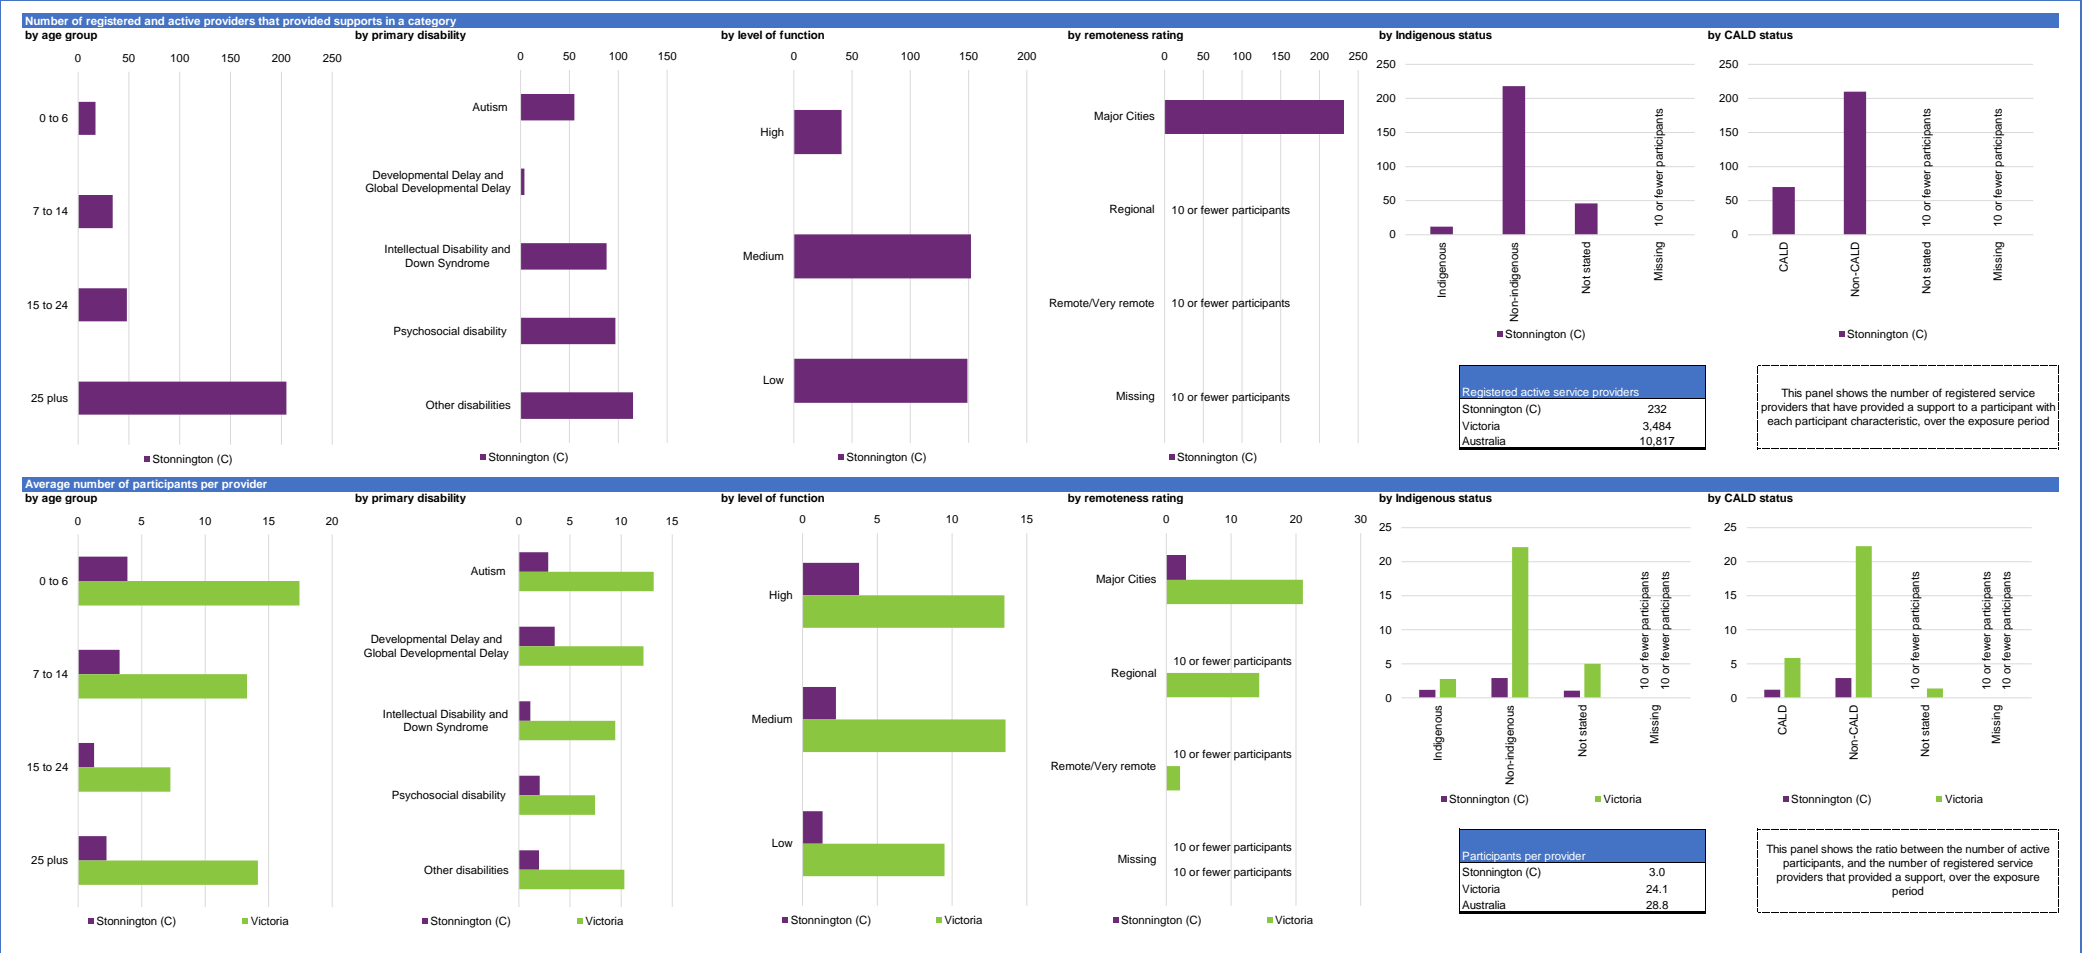 Number of registered and active providers that provided supports in a category
by age group
0 50 100 150 200 250
0 to 6
7 to 14
15 to 24
25 plus
Stonnington (C)
by primary disability
0 50 100 150
Autism
Developmental Delay and
Global Developmental Delay
Intellectual Disability and
Down Syndrome
Psychosocial disability
Other disabilities
Stonnington (C)
by level of function
0 50 100 150 200
High
Medium
Low
Stonnington (C)
by remoteness rating
0 50 100 150 200 250
Major Cities
Regional 10 or fewer participants
Remote/Very remote 10 or fewer participants
Missing 10 or fewer participants
Stonnington (C)
by Indigenous status
250
200
150
100
50
0
10 or fewer participants
Indigenous
Non-indigenous
Not stated
Missing
Stonnington (C)
by CALD status
250
200
150
100
50
0
10 or fewer participants
10 or fewer participants
CALD
Non-CALD
Not stated
Missing
Stonnington (C)
Registered active service providers
Stonnington (C) 232
Victoria 3,484
Australia 10,817
This panel shows the number of registered service
providers that have provided a support to a participant with
each participant characteristic, over the exposure period
Average number of participants per provider
by age group
0 5 10 15 20
0 to 6
7 to 14
15 to 24
25 plus
Stonnington (C) Victoria
by primary disability
0 5 10 15
Autism
Developmental Delay and
Global Developmental Delay
Intellectual Disability and
Down Syndrome
Psychosocial disability
Other disabilities
Stonnington (C) Victoria
by level of function
0 5 10 15
High
Medium
Low
Stonnington (C) Victoria
by remoteness rating
0 10 20 30
Major Cities
10 or fewer participants
Regional
10 or fewer participants
Remote/Very remote
10 or fewer participants
Missing
10 or fewer participants
Stonnington (C) Victoria
by Indigenous status
25
20
15
10
5
0
10 or fewer participants
10 or fewer participants
Indigenous
Non-indigenous
Not stated
Missing
Stonnington (C) Victoria
by CALD status
25
20
15
10
5
0
10 or fewer participants
10 or fewer participants
10 or fewer participants
CALD
Non-CALD
Not stated
Missing
Stonnington (C) Victoria
Participants per provider
Stonnington (C) 3.0
Victoria 24.1
Australia 28.8
This panel shows the ratio between the number of active
participants, and the number of registered service
providers that provided a support, over the exposure
period